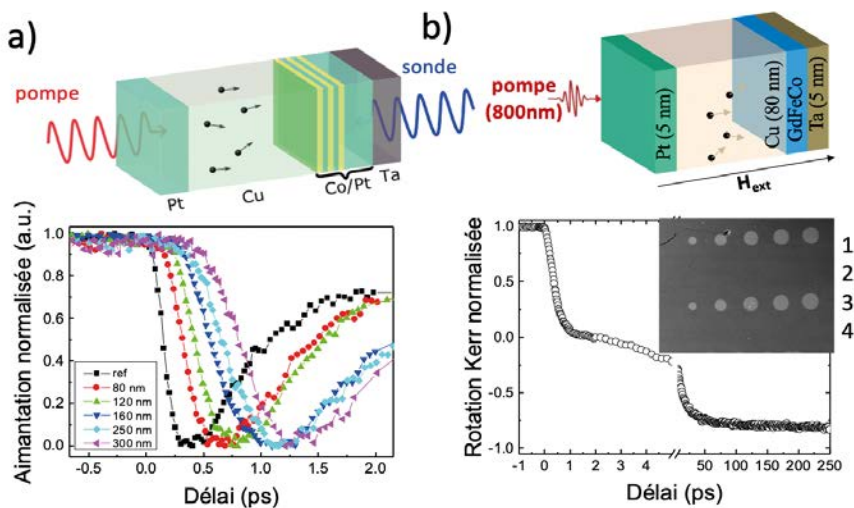 a)
pompe
sonde
Pt
Cu
Co/Pt
Ta
Aimantation normalisée (a.u.)
1.0
0.8
0.6
0.4
0.2
0.0
ref
80 nm
120 nm
160 nm
250 nm
300 nm
-0.5
0.0
0.5
1.0
1.5
2.0
Délai (ps)
b)
pompe
(800nm)
Pt (5 nm)
Cu (80 nm)
GdFeCo
Ta (5 nm)
Hext
Rotation Kerr normalisée
1.0
0.5
0.0
-0.5
-1.0
1
2
3
4
-1
0
1
2
3
4
50
100
150
200
250
Délai (ps)